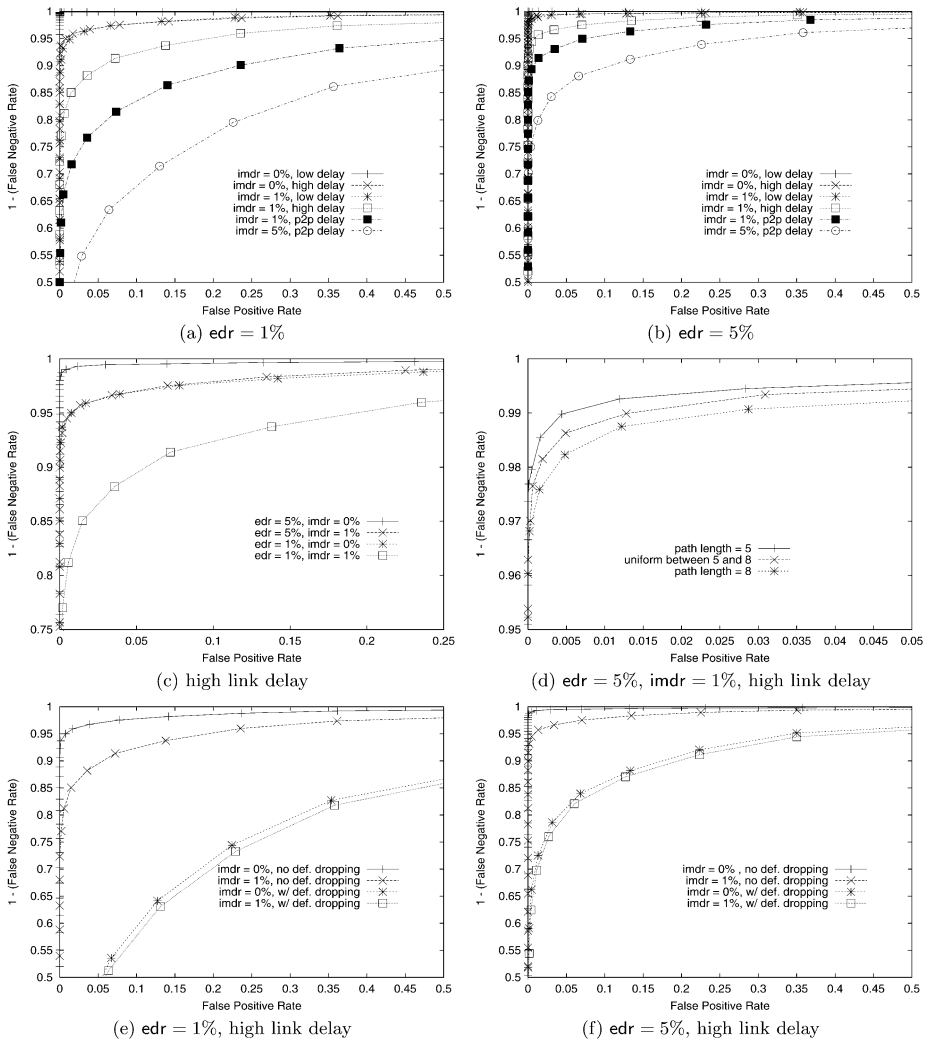 1
0.95
0.9
0.85
0.8
0.75
0.7
0.65
0.6
0.55
0.5
1 - (False Negative Rate)
imdr = 0%, low delay
imdr = 0%, high delay
imdr = 1%, low delay
imdr = 1%, high delay
imdr = 1%, p2p delay
imdr = 5%, p2p delay
0 0.05 0.1 0.15 0.2 0.25 0.3 0.35 0.4 0.45 0.5
False Positive Rate
(a) edr = 1%
1
0.95
0.9
0.85
0.8
0.75
0.7
0.65
0.6
0.55
0.5
1 - (False Negative Rate)
imdr = 0%, low delay
imdr = 0%, high delay
imdr = 1%, low delay
imdr = 1%, high delay
imdr = 1%, p2p delay
imdr = 5%, p2p delay
0 0.05 0.1 0.15 0.2 0.25 0.3 0.35 0.4 0.45 0.5
False Positive Rate
(b) edr = 5%
1
0.95
0.9
0.85
0.8
0.75
1 - (False Negative Rate)
edr = 5%, imdr = 0%
edr = 5%, imdr = 1%
edr = 1%, imdr = 0%
edr = 1%, imdr = 1%
0 0.05 0.1 0.15 0.2 0.25
False Positive Rate
(c) high link delay
1
0.99
0.98
0.97
0.96
0.95
1 - (False Negative Rate)
path length = 5
uniform between 5 and 8
path length = 8
0 0.005 0.01 0.015 0.02 0.025 0.03 0.035 0.04 0.045 0.05
False Positive Rate
(d) edr = 5%, imdr = 1%, high link delay
1
0.95
0.9
0.85
0.8
0.75
0.7
0.65
0.6
0.55
0.5
1 - (False Negative Rate)
imdr = 0%, no def. dropping
imdr = 1%, no def. dropping
imdr = 0%, w/ def. dropping
imdr = 1%, w/ def. dropping
0 0.05 0.1 0.15 0.2 0.25 0.3 0.35 0.4 0.45 0.5
False Positive Rate
(e) edr = 1%, high link delay
1
0.95
0.9
0.85
0.8
0.75
0.7
0.65
0.6
0.55
0.5
1 - (False Negative Rate)
imdr = 0% , no def. dropping
imdr = 1%, no def. dropping
imdr = 0%, w/ def. dropping
imdr = 1%, w/ def. dropping
0 0.05 0.1 0.15 0.2 0.25 0.3 0.35 0.4 0.45 0.5
False Positive Rate
(f) edr = 5%, high link delay